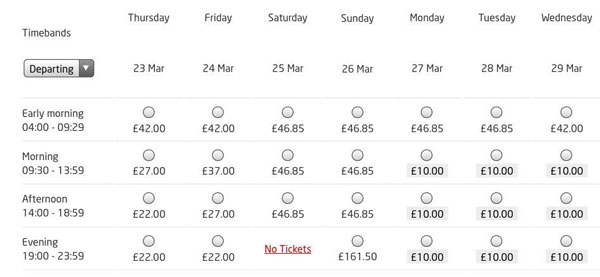 Thursday Friday Saturday Sunday Monday Tuesday Wednesday
Timebands
Departing 23 Mar 24 Mar 25 Mar 26 Mar 27 Mar 28 Mar 29 Mar
Early morning
04:00 - 09:29 £42.00 £42.00 £46.85 £46.85 £46.85 £46.85 £42.00
Morning
09:30 - 13:59 £27.00 £37.00 £46.85 £46.85 £10.00 £10.00 £10.00
Afternoon
14:00 - 18:59 £22.00 £27.00 £46.85 £46.85 £10.00 £10.00 £10.00
Evening
19:00 - 23:59 £22.00 £22.00 No Tickets £161.50 £10.00 £10.00 £10.00